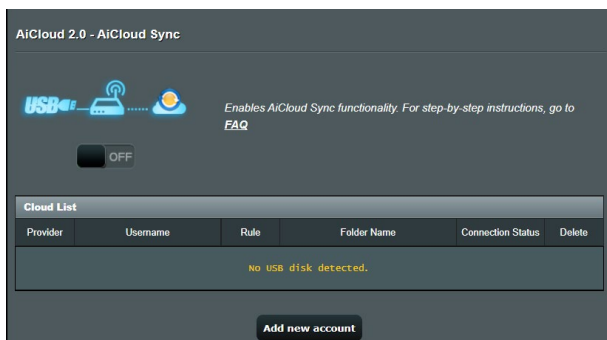 AiCloud 2.0 - AiCloud Sync
USB
Enables AiCloud Sync functionality. For step-by-step instructions, go to
FAQ
OFF
Cloud List
Provider Username Rule Folder Name Connection Status Delete
No USB disk detected.
Add new account